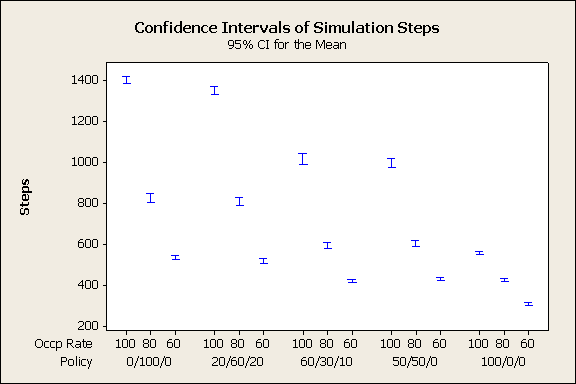 Confidence Intervals of Simulation Steps
95% CI for the Mean
1400
1200
1000
800
600
400
200
Steps
Occp Rate 100 80 60 100 80 60 100 80 60 100 80 60 100 80 60
Policy 0/100/0 20/60/20 60/30/10 50/50/0 100/0/0